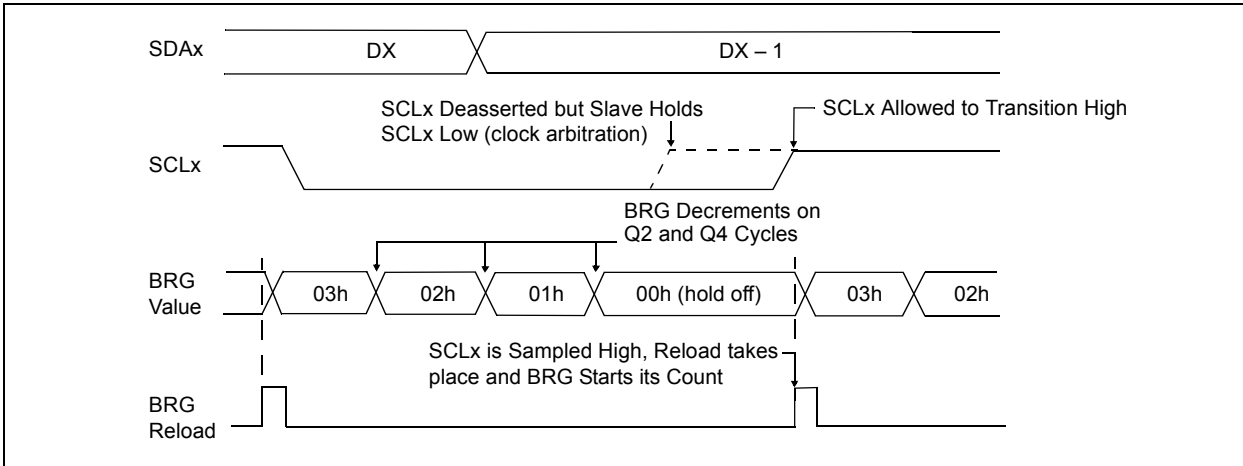 SDAx
DX
DX – 1
SCLx Deasserted but Slave Holds
SCLx Low (clock arbitration)
SCLx Allowed to Transition High
SCLx
BRG Decrements on
Q2 and Q4 Cycles
BRG
Value
03h
02h
01h
00h (hold off)
03h
02h
SCLx is Sampled High, Reload takes
place and BRG Starts its Count
BRG
Reload